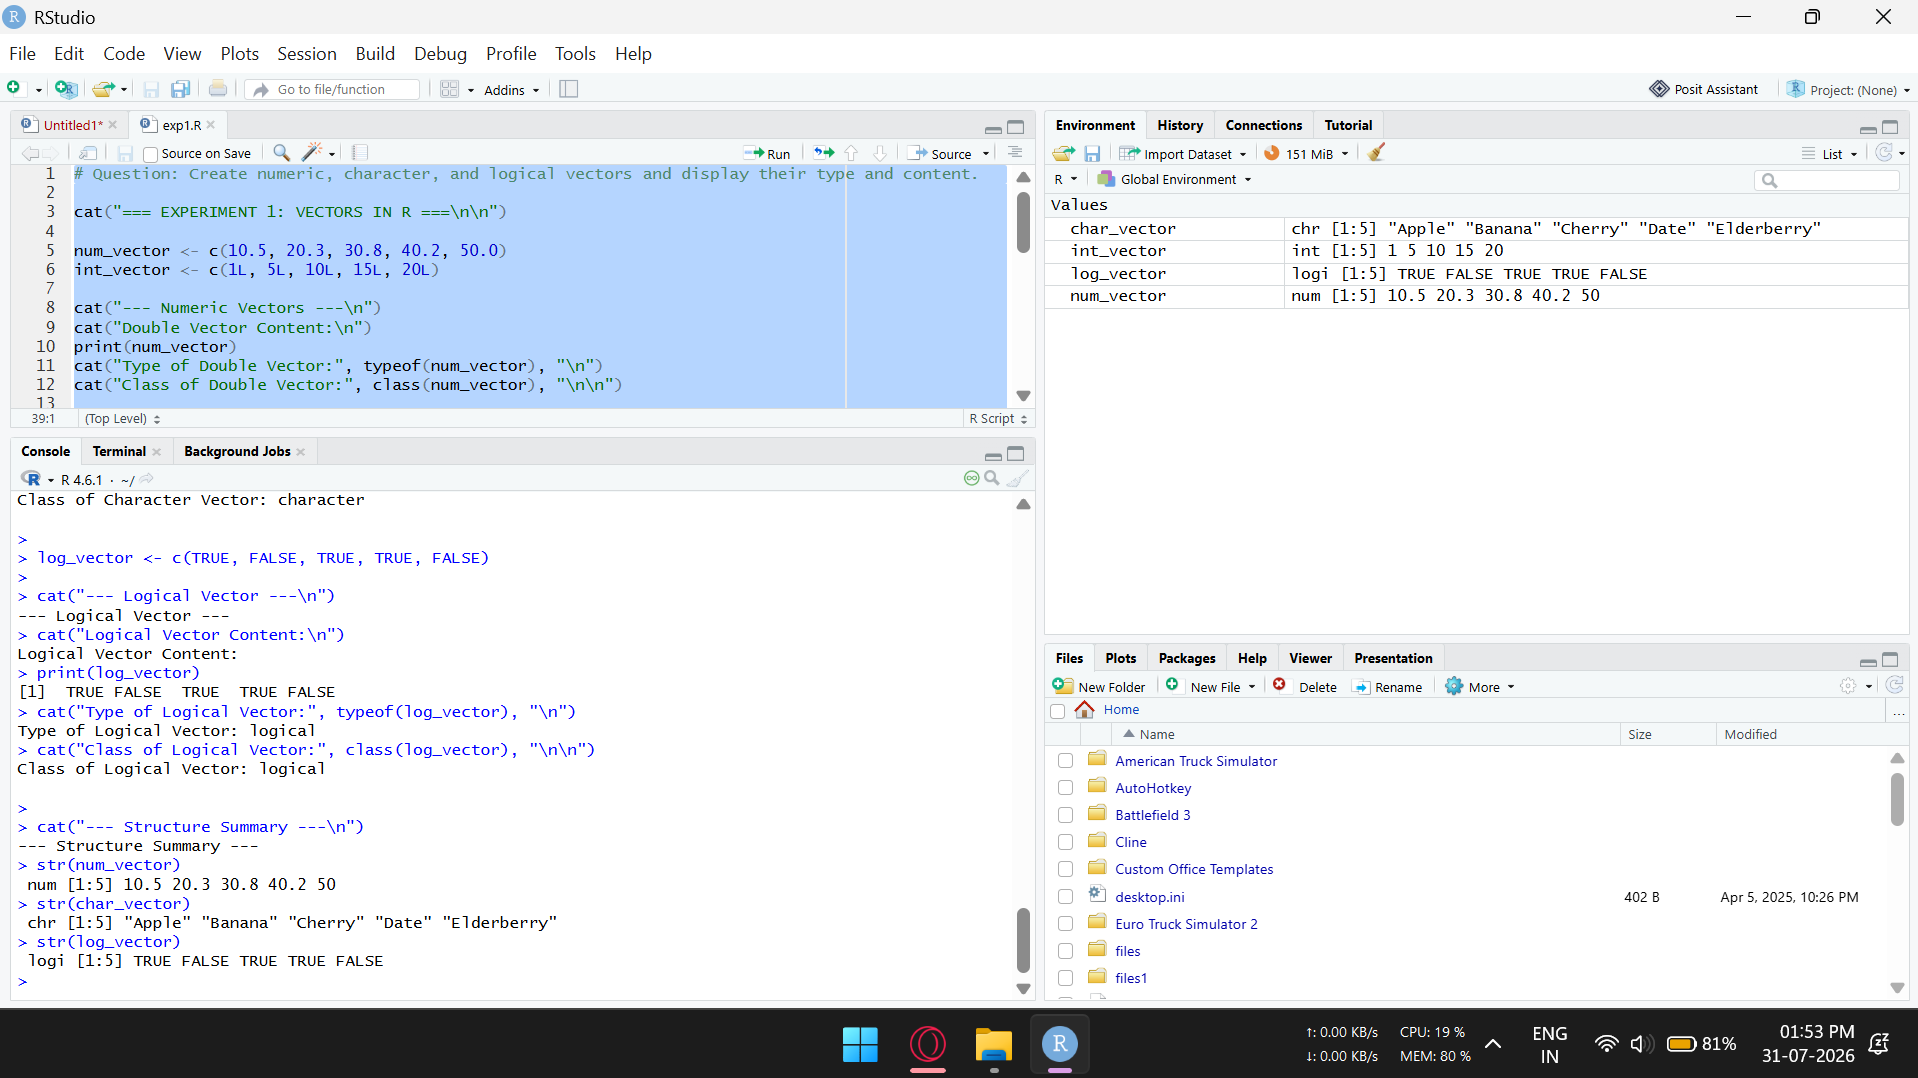 RStudio
File Edit Code View Plots Session Build Debug Profile Tools Help
Go to file/function Addins Posit Assistant Project: (None)
Untitled1* exp1.R
Source on Save Run Source
1 # Question: Create numeric, character, and logical vectors and display their type and content.
2
3 cat("=== EXPERIMENT 1: VECTORS IN R ===\n\n")
4
5 num_vector <- c(10.5, 20.3, 30.8, 40.2, 50.0)
6 int_vector <- c(1L, 5L, 10L, 15L, 20L)
7
8 cat("--- Numeric Vectors ---\n")
9 cat("Double Vector Content:\n")
10 print(num_vector)
11 cat("Type of Double Vector:", typeof(num_vector), "\n")
12 cat("Class of Double Vector:", class(num_vector), "\n\n")
13
39:1 (Top Level) R Script
Console Terminal Background Jobs
R 4.6.1 · ~/
Class of Character Vector: character
>
> log_vector <- c(TRUE, FALSE, TRUE, TRUE, FALSE)
>
> cat("--- Logical Vector ---\n")
--- Logical Vector ---
> cat("Logical Vector Content:\n")
Logical Vector Content:
> print(log_vector)
[1]  TRUE FALSE  TRUE  TRUE FALSE
> cat("Type of Logical Vector:", typeof(log_vector), "\n")
Type of Logical Vector: logical
> cat("Class of Logical Vector:", class(log_vector), "\n\n")
Class of Logical Vector: logical
>
> cat("--- Structure Summary ---\n")
--- Structure Summary ---
> str(num_vector)
num [1:5] 10.5 20.3 30.8 40.2 50
> str(char_vector)
chr [1:5] "Apple" "Banana" "Cherry" "Date" "Elderberry"
> str(log_vector)
logi [1:5] TRUE FALSE TRUE TRUE FALSE
>
Environment History Connections Tutorial
Import Dataset 151 MiB List
R Global Environment
Values
char_vector chr [1:5] "Apple" "Banana" "Cherry" "Date" "Elderberry"
int_vector int [1:5] 1 5 10 15 20
log_vector logi [1:5] TRUE FALSE TRUE TRUE FALSE
num_vector num [1:5] 10.5 20.3 30.8 40.2 50
Files Plots Packages Help Viewer Presentation
New Folder New File Delete Rename More
Home ...
Name Size Modified
American Truck Simulator
AutoHotkey
Battlefield 3
Cline
Custom Office Templates
desktop.ini 402 B Apr 5, 2025, 10:26 PM
Euro Truck Simulator 2
files
files1
↑: 0.00 KB/s CPU: 19 % ENG 01:53 PM
↓: 0.00 KB/s MEM: 80 % IN 81% 31-07-2026